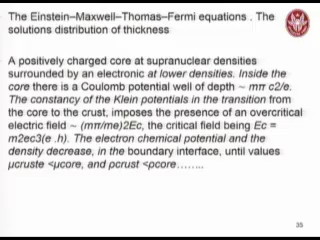 The Einstein–Maxwell–Thomas–Fermi equations . The
solutions distribution of thickness
A positively charged core at supranuclear densities
surrounded by an electronic at lower densities. Inside the
core there is a Coulomb potential well of depth ~ mπ c2/e.
The constancy of the Klein potentials in the transition from
the core to the crust, imposes the presence of an overcritical
electric field ~ (mπ/me)2Ec, the critical field being Ec =
m2ec3(e .h). The electron chemical potential and the
density decrease, in the boundary interface, until values
μcruste <μcore, and ρcrust <ρcore……..
35